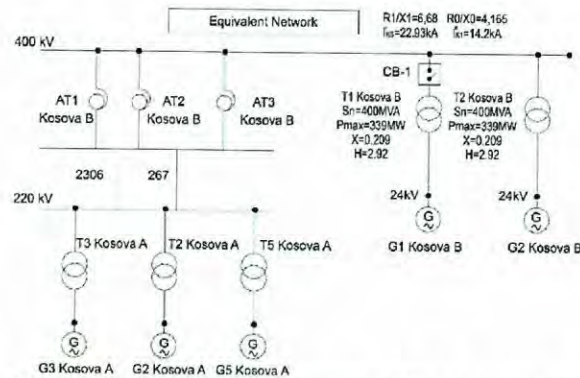 Equivalent Network
R1/X1=6,68 R0/X0=4,165
=22.93kA =14.2kA
400 kV
CB-1
AT1
Kosova B
AT2
Kosova B
AT3
Kosova B
T1 Kosova B
Sn=400MVA
Pmax=339MW
X=0.209
H=2.92
T2 Kosova B
Sn=400MVA
Pmax=339MW
X=0.209
H=2.92
2306
267
24kV
24kV
220 kV
G
G
G1 Kosova B
G2 Kosova B
T3 Kosova A
T2 Kosova A
T5 Kosova A
G
G
G
G3 Kosova A
G2 Kosova A
G5 Kosova A